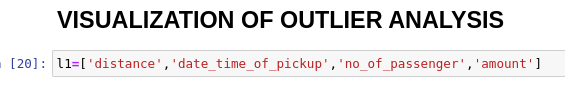 VISUALIZATION OF OUTLIER ANALYSIS
[20]: l1=['distance','date_time_of_pickup','no_of_passenger','amount']